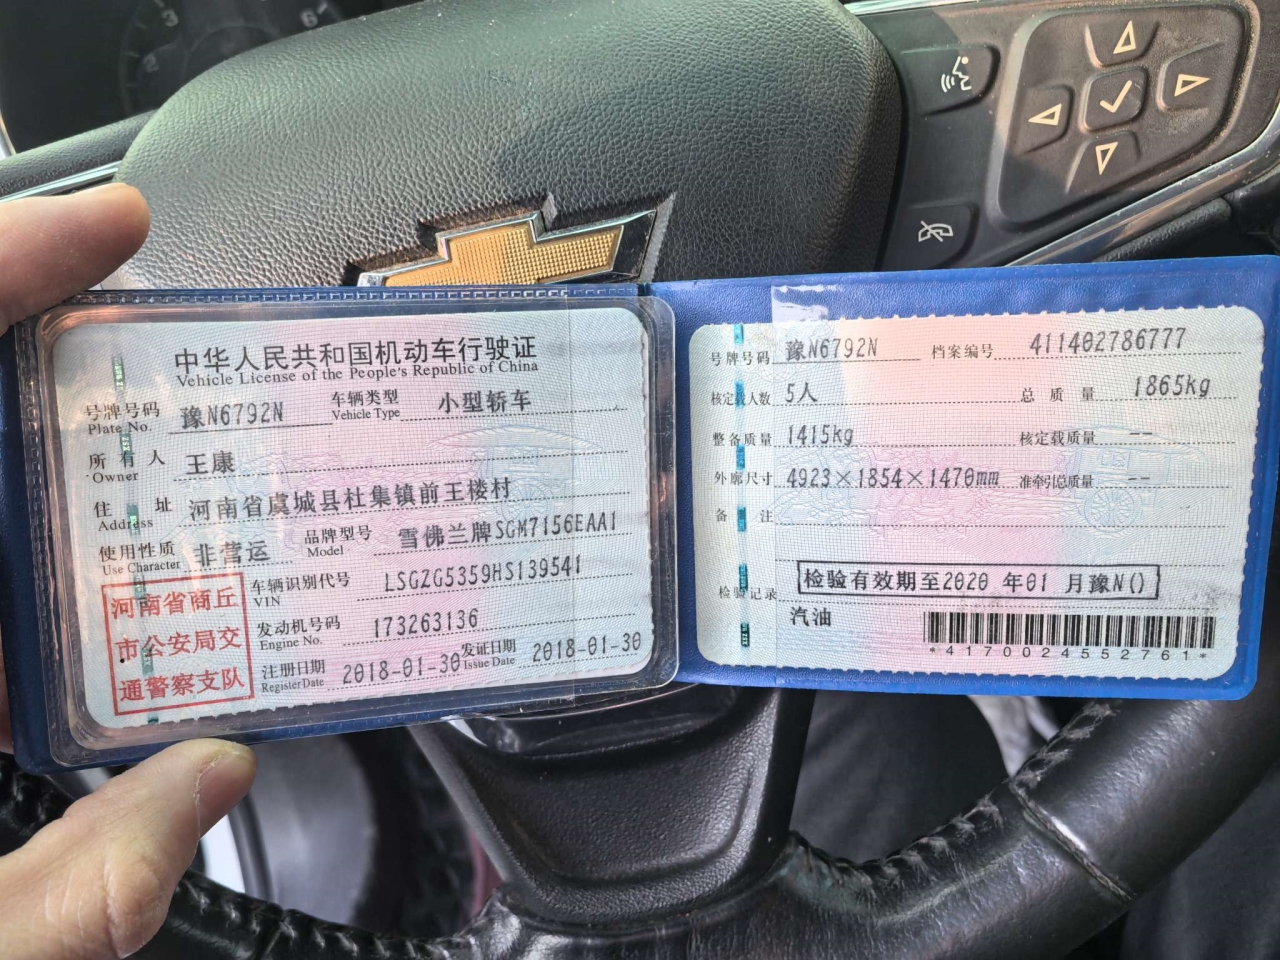 中华人民共和国机动车行驶证
Vehicle License of the People's Republic of China
号牌号码 豫N6792N 车辆类型 小型轿车
Plate No. Vehicle Type
所有人 王康
Owner
住址 河南省虞城县杜集镇前王楼村
Address
使用性质 非营运 品牌型号 雪佛兰牌SGM7156EAA1
Use Character Model
车辆识别代号 LSGZG5359HS139541
VIN
发动机号码 173263136
Engine No.
注册日期 2018-01-30 发证日期 2018-01-30
Register Date Issue Date
河南省商丘
市公安局交
通警察支队
号牌号码 豫N6792N 档案编号 411402786777
核定载人数 5人 总质量 1865kg
整备质量 1415kg 核定载质量 --
外廓尺寸 4923×1854×1470mm 准牵引总质量 --
备注
检验记录 检验有效期至2020 年01 月豫N()
汽油
*4170024552761*
3
6